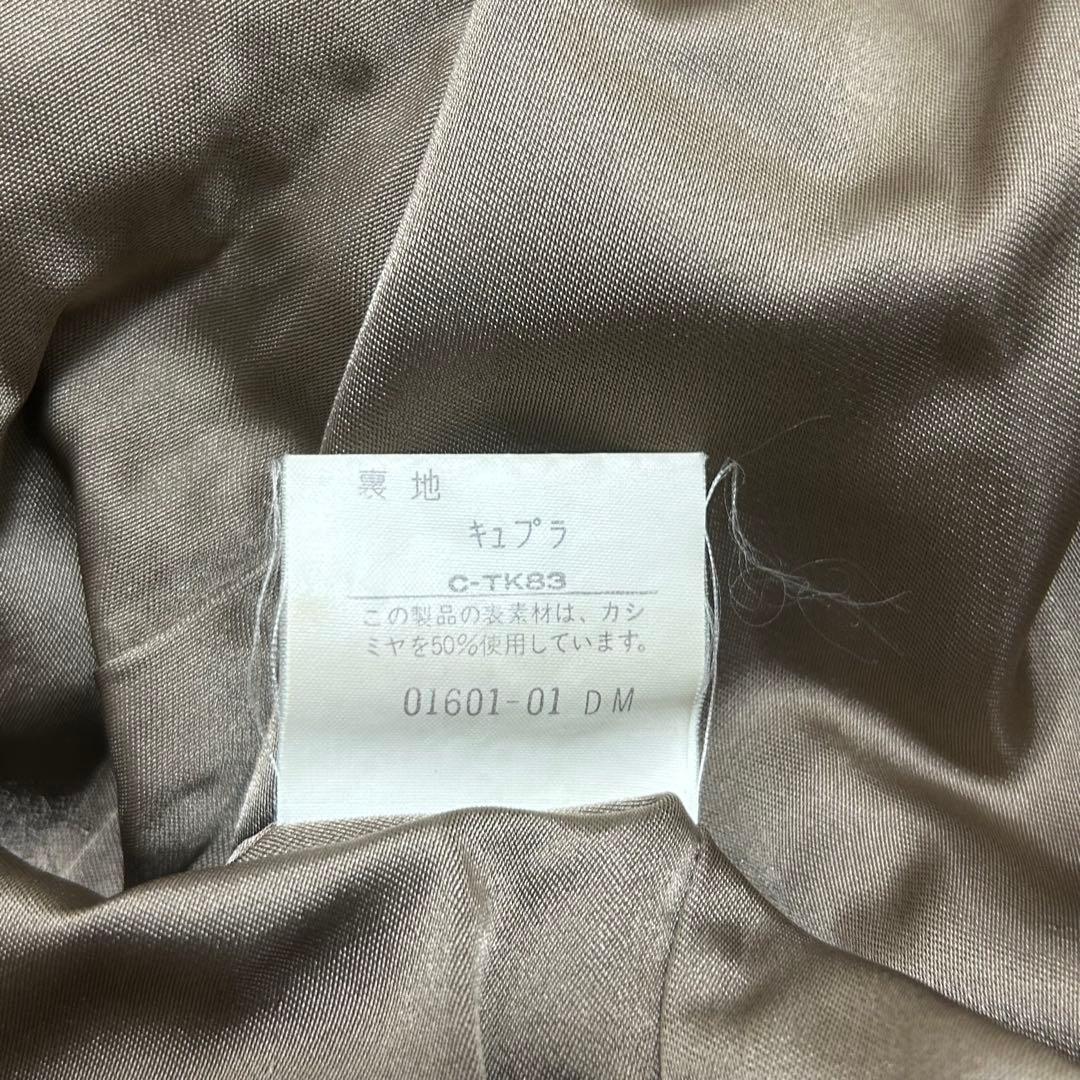 裏地
キュプラ
C-TK83
この製品の表素材は、カシ
ミヤを50%使用しています。
01601-01 DM